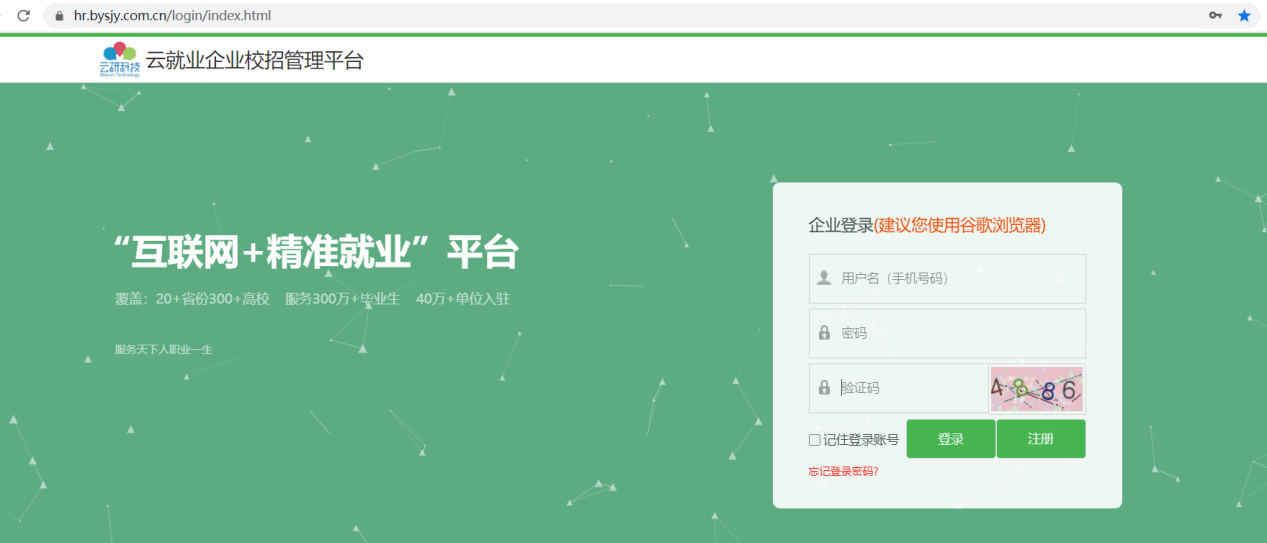 hr.bysjy.com.cn/login/index.html
云研科技
云就业企业校招管理平台
“互联网+精准就业”平台
覆盖：20+省份300+高校 服务300万+毕业生 40万+单位入驻
服务天下人职业一生
企业登录(建议您使用谷歌浏览器)
用户名（手机号码）
密码
验证码
4886
记住登录账号
登录
注册
忘记登录密码?